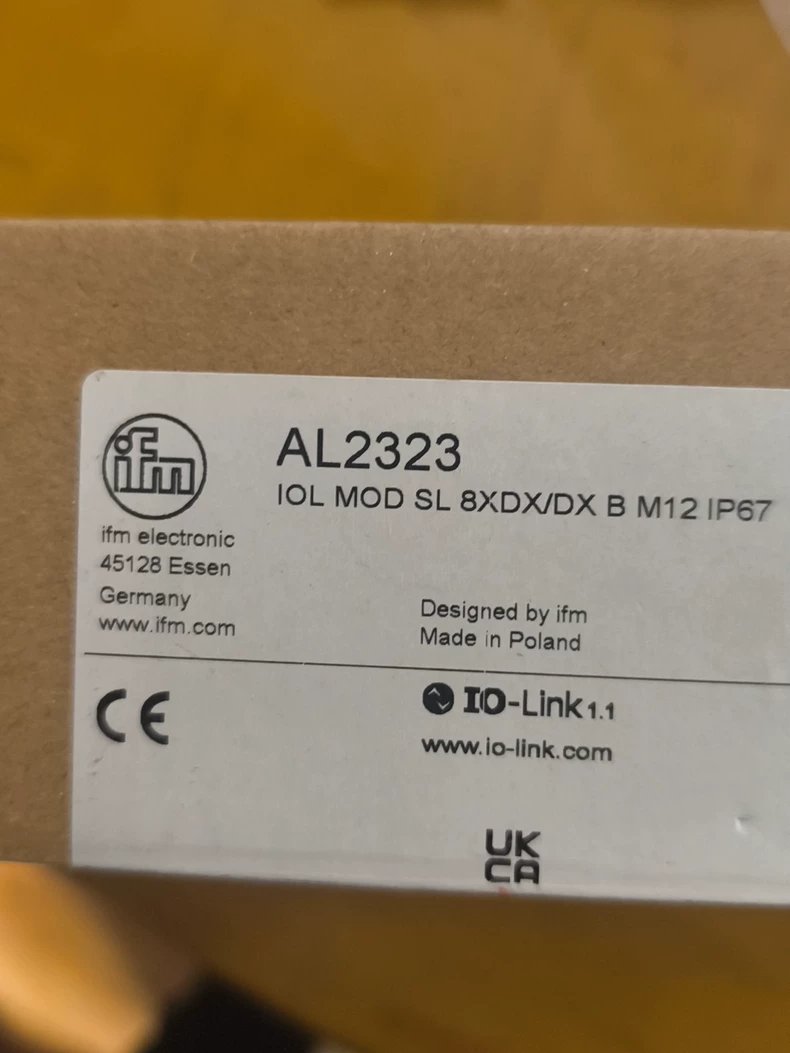 ifm
AL2323
IOL MOD SL 8XDX/DX B M12 IP67
ifm electronic
45128 Essen
Germany
www.ifm.com
Designed by ifm
Made in Poland
CE
IO-Link 1.1
www.io-link.com
UK
CA